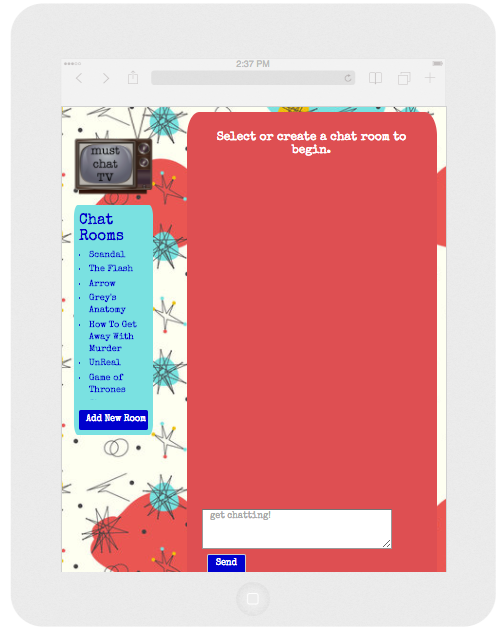 2:37 PM
must
chat
TV
Select or create a chat room to
begin.
Chat
Rooms
Scandal
The Flash
Arrow
Grey's
Anatomy
How To Get
Away With
Murder
UnReal
Game of
Thrones
Add New Room
get chatting!
Send